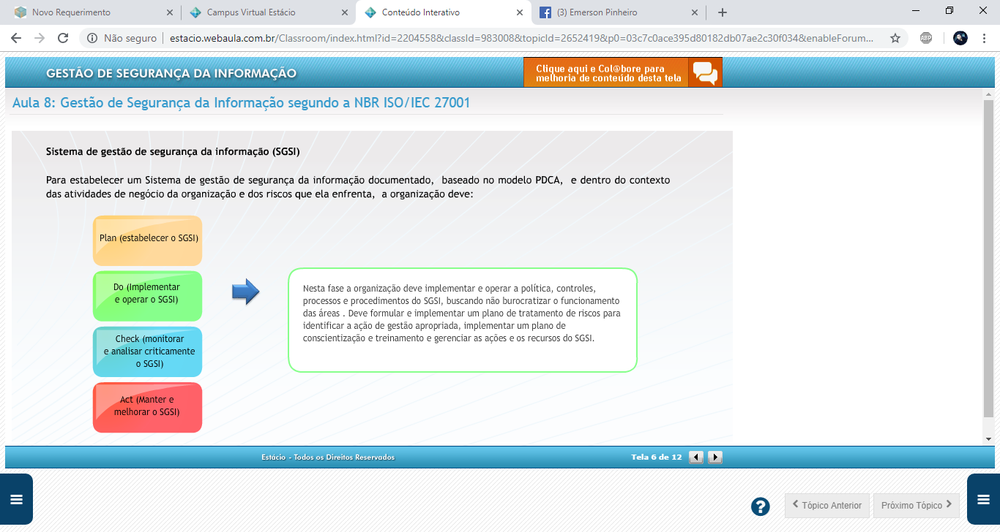 Novo Requerimento
Campus Virtual Estácio
Conteúdo Interativo
(3) Emerson Pinheiro
Não seguro
estacio.webaula.com.br/Classroom/index.html?id=2204558&classId=983008&topicId=2652419&p0=03c7c0ace395d80182db07ae2c30f034&enableForum...
ABP
GESTÃO DE SEGURANÇA DA INFORMAÇÃO
Clique aqui e Col@bore para
melhoria de conteúdo desta tela
Aula 8: Gestão de Segurança da Informação segundo a NBR ISO/IEC 27001
Sistema de gestão de segurança da informação (SGSI)
Para estabelecer um Sistema de gestão de segurança da informação documentado, baseado no modelo PDCA, e dentro do contexto
das atividades de negócio da organização e dos riscos que ela enfrenta, a organização deve:
Plan (estabelecer o SGSI)
Do (Implementar
e operar o SGSI)
Check (monitorar
e analisar criticamente
o SGSI)
Act (Manter e
melhorar o SGSI)
Nesta fase a organização deve implementar e operar a política, controles,
processos e procedimentos do SGSI, buscando não burocratizar o funcionamento
das áreas . Deve formular e implementar um plano de tratamento de riscos para
identificar a ação de gestão apropriada, implementar um plano de
conscientização e treinamento e gerenciar as ações e os recursos do SGSI.
Estácio - Todos os Direitos Reservados
Tela 6 de 12
?
Tópico Anterior
Próximo Tópico